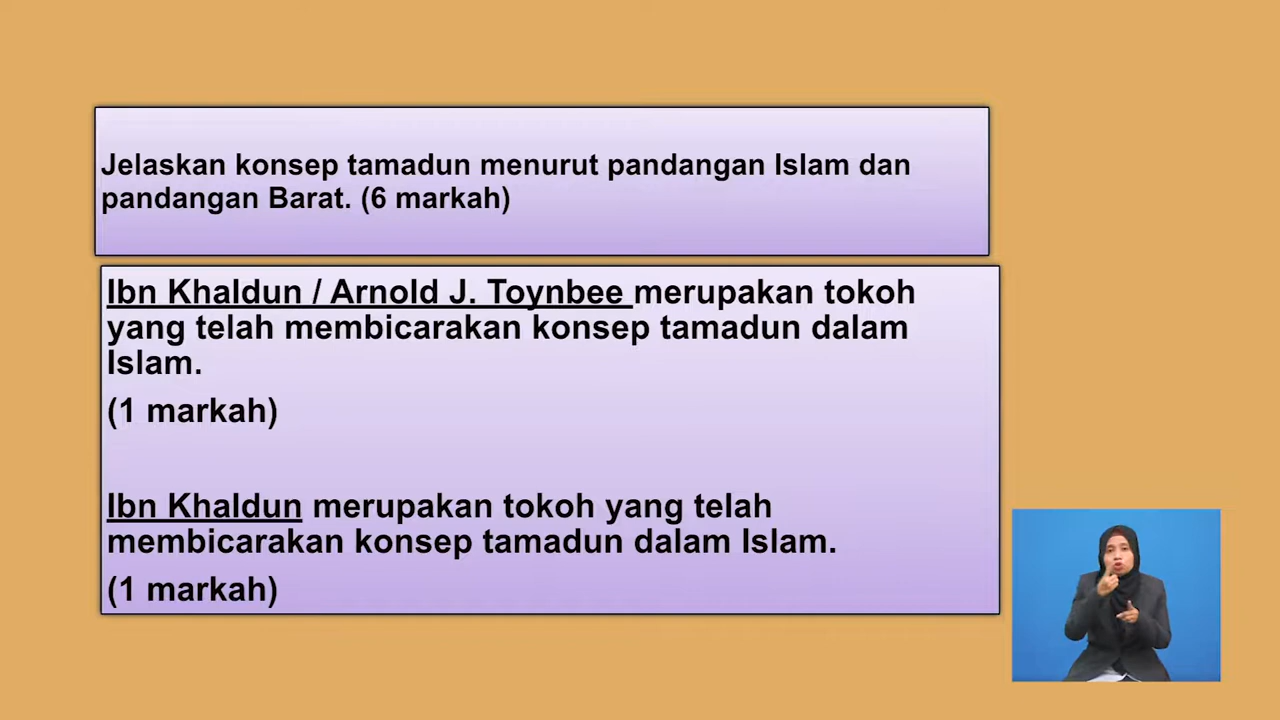 Jelaskan konsep tamadun menurut pandangan Islam dan
pandangan Barat. (6 markah)
Ibn Khaldun / Arnold J. Toynbee merupakan tokoh
yang telah membicarakan konsep tamadun dalam
Islam.
(1 markah)
Ibn Khaldun merupakan tokoh yang telah
membicarakan konsep tamadun dalam Islam.
(1 markah)